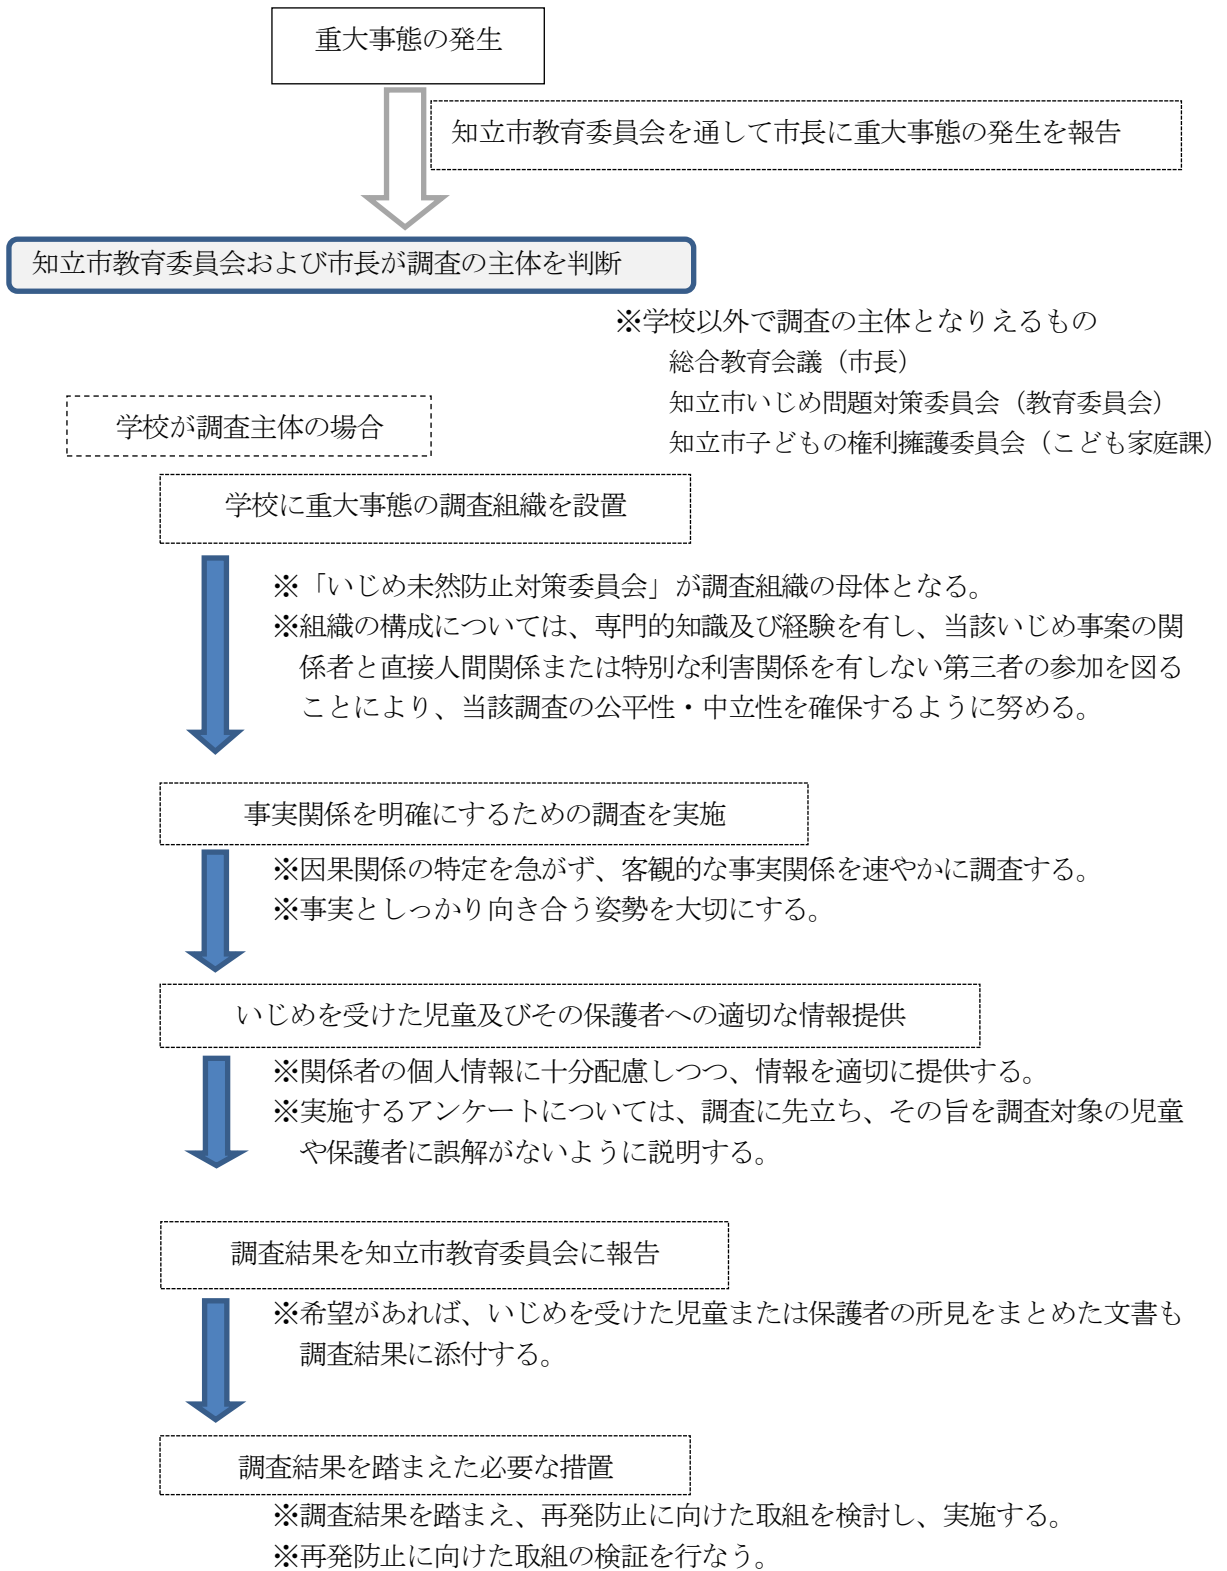 重大事態の発生
知立市教育委員会を通して市長に重大事態の発生を報告
知立市教育委員会および市長が調査の主体を判断
※学校以外で調査の主体となりえるもの
総合教育会議（市長）
知立市いじめ問題対策委員会（教育委員会）
知立市子どもの権利擁護委員会（こども家庭課）
学校が調査主体の場合
学校に重大事態の調査組織を設置
※「いじめ未然防止対策委員会」が調査組織の母体となる。
※組織の構成については、専門的知識及び経験を有し、当該いじめ事案の関
係者と直接人間関係または特別な利害関係を有しない第三者の参加を図る
ことにより、当該調査の公平性・中立性を確保するように努める。
事実関係を明確にするための調査を実施
※因果関係の特定を急がず、客観的な事実関係を速やかに調査する。
※事実としっかり向き合う姿勢を大切にする。
いじめを受けた児童及びその保護者への適切な情報提供
※関係者の個人情報に十分配慮しつつ、情報を適切に提供する。
※実施するアンケートについては、調査に先立ち、その旨を調査対象の児童
や保護者に誤解がないように説明する。
調査結果を知立市教育委員会に報告
※希望があれば、いじめを受けた児童または保護者の所見をまとめた文書も
調査結果に添付する。
調査結果を踏まえた必要な措置
※調査結果を踏まえ、再発防止に向けた取組を検討し、実施する。
※再発防止に向けた取組の検証を行なう。